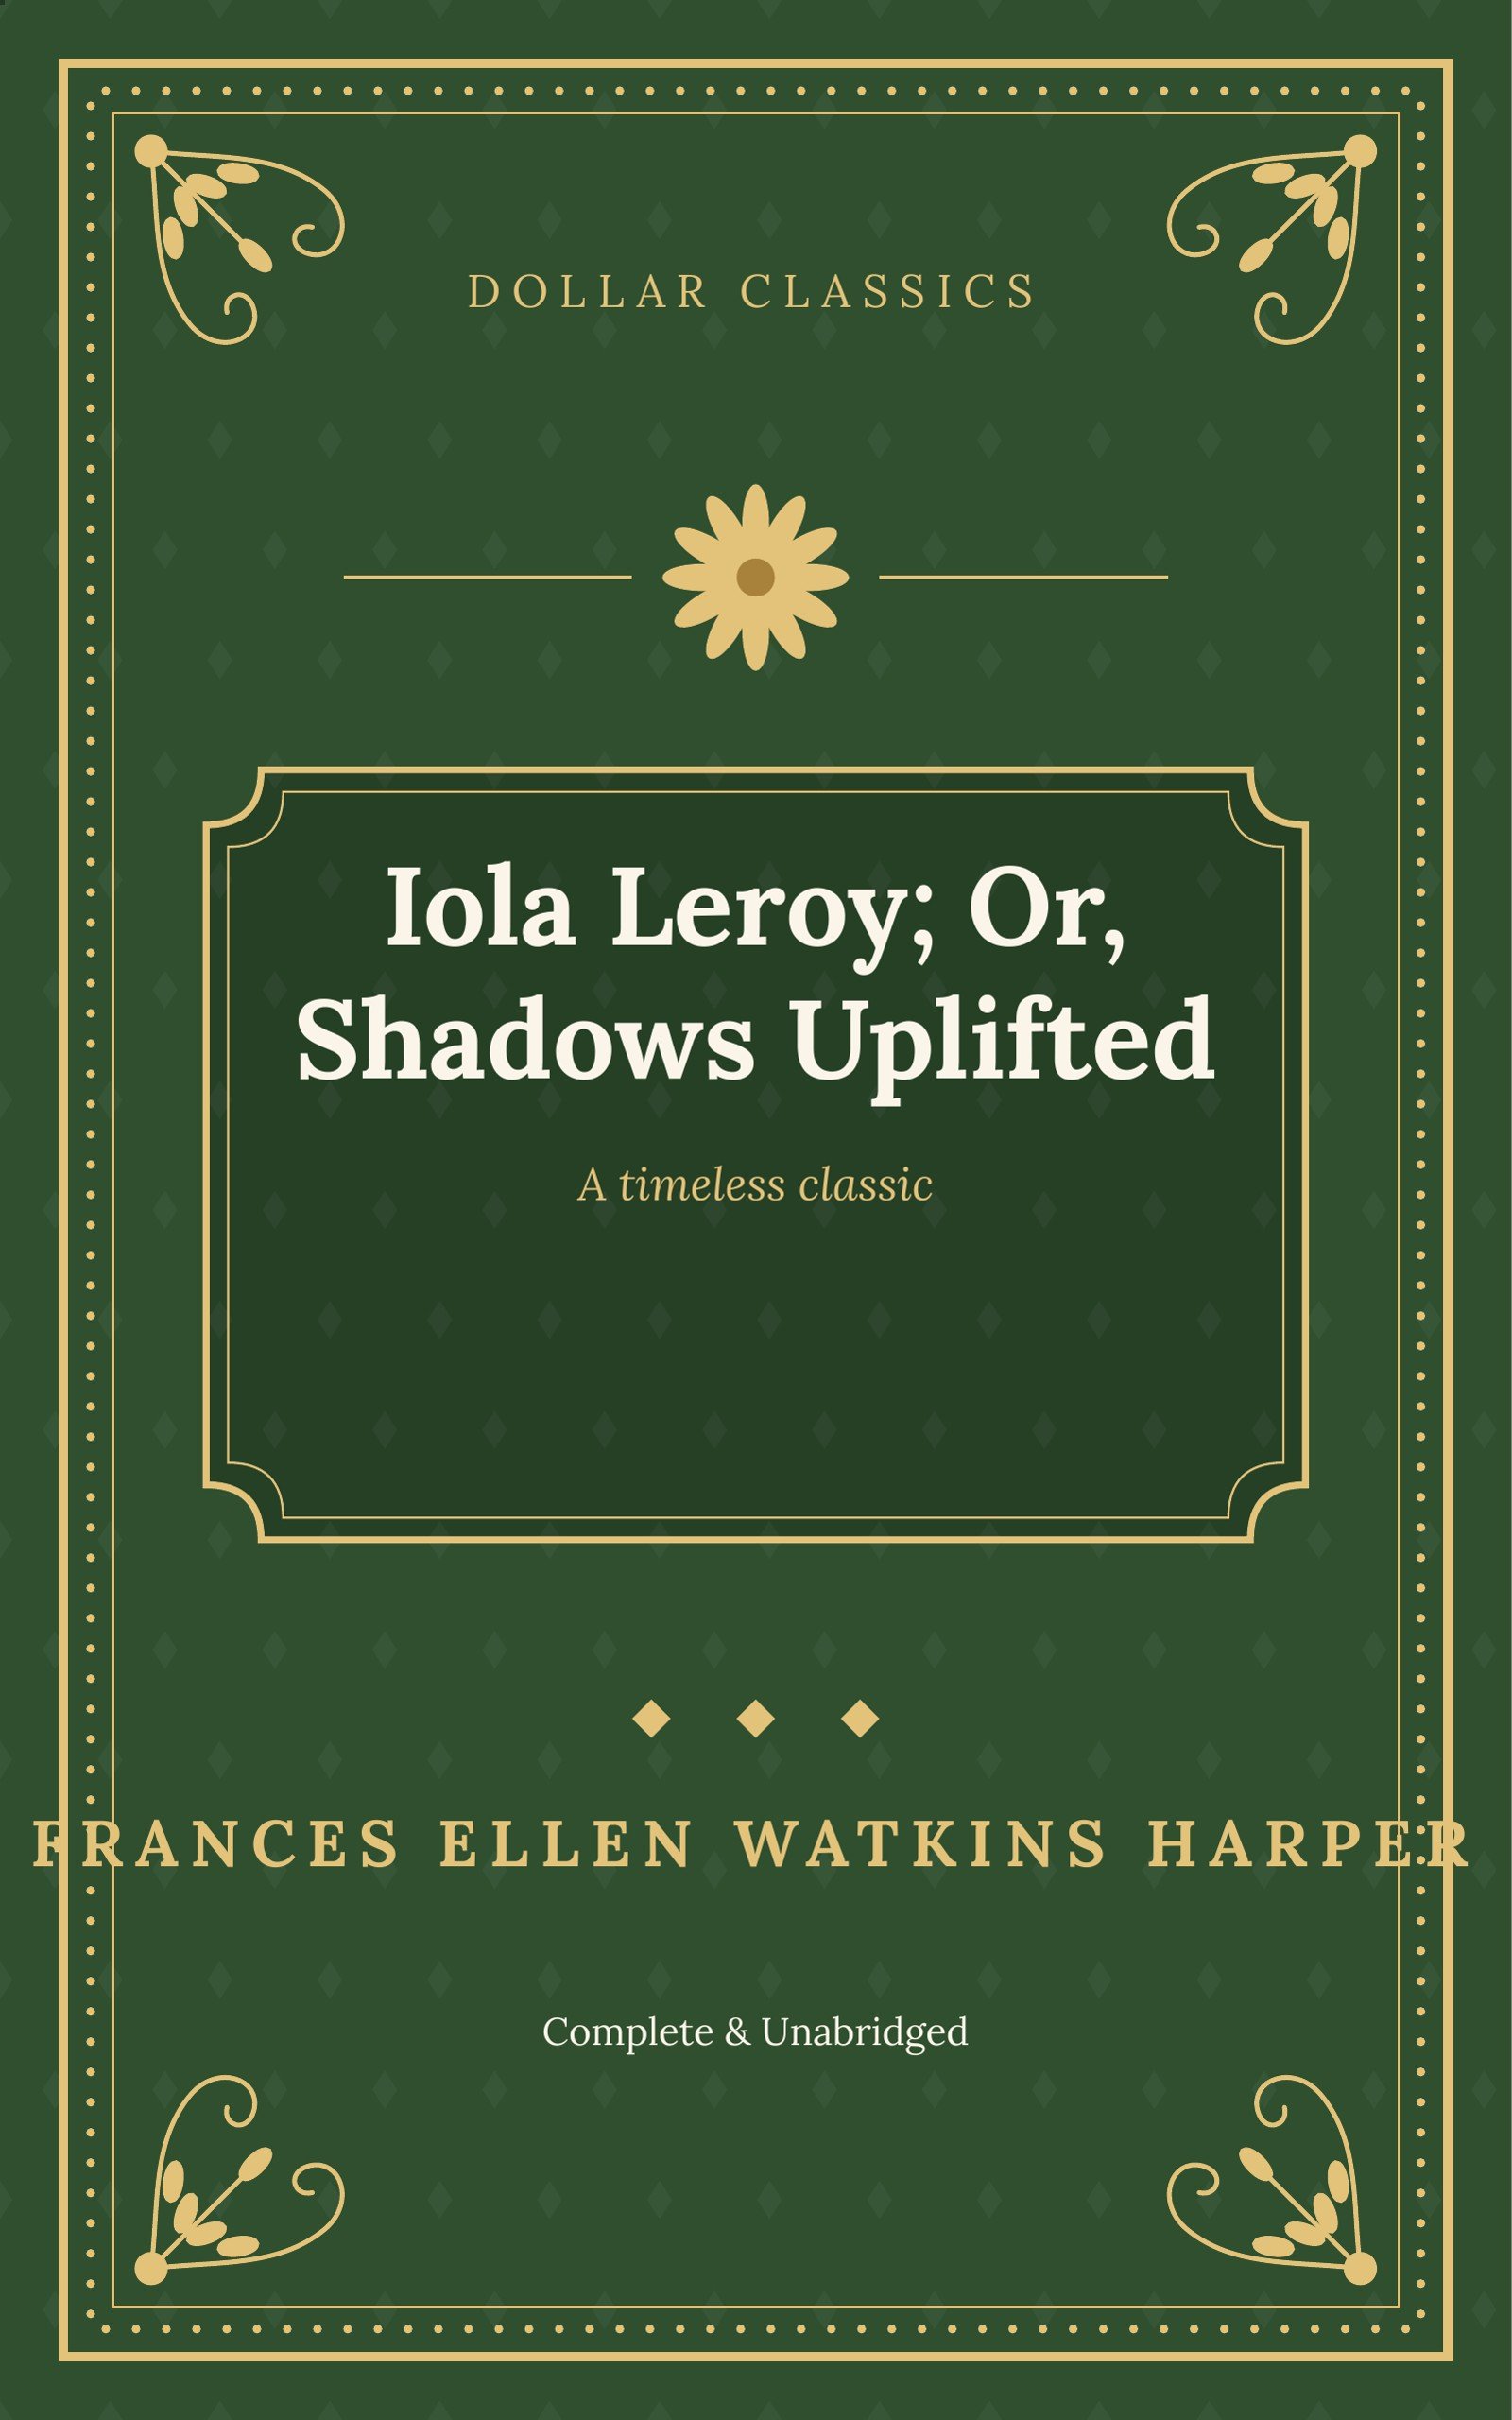 DOLLAR CLASSICS
Iola Leroy; Or,
Shadows Uplifted
A timeless classic
FRANCES ELLEN WATKINS HARPER
Complete & Unabridged